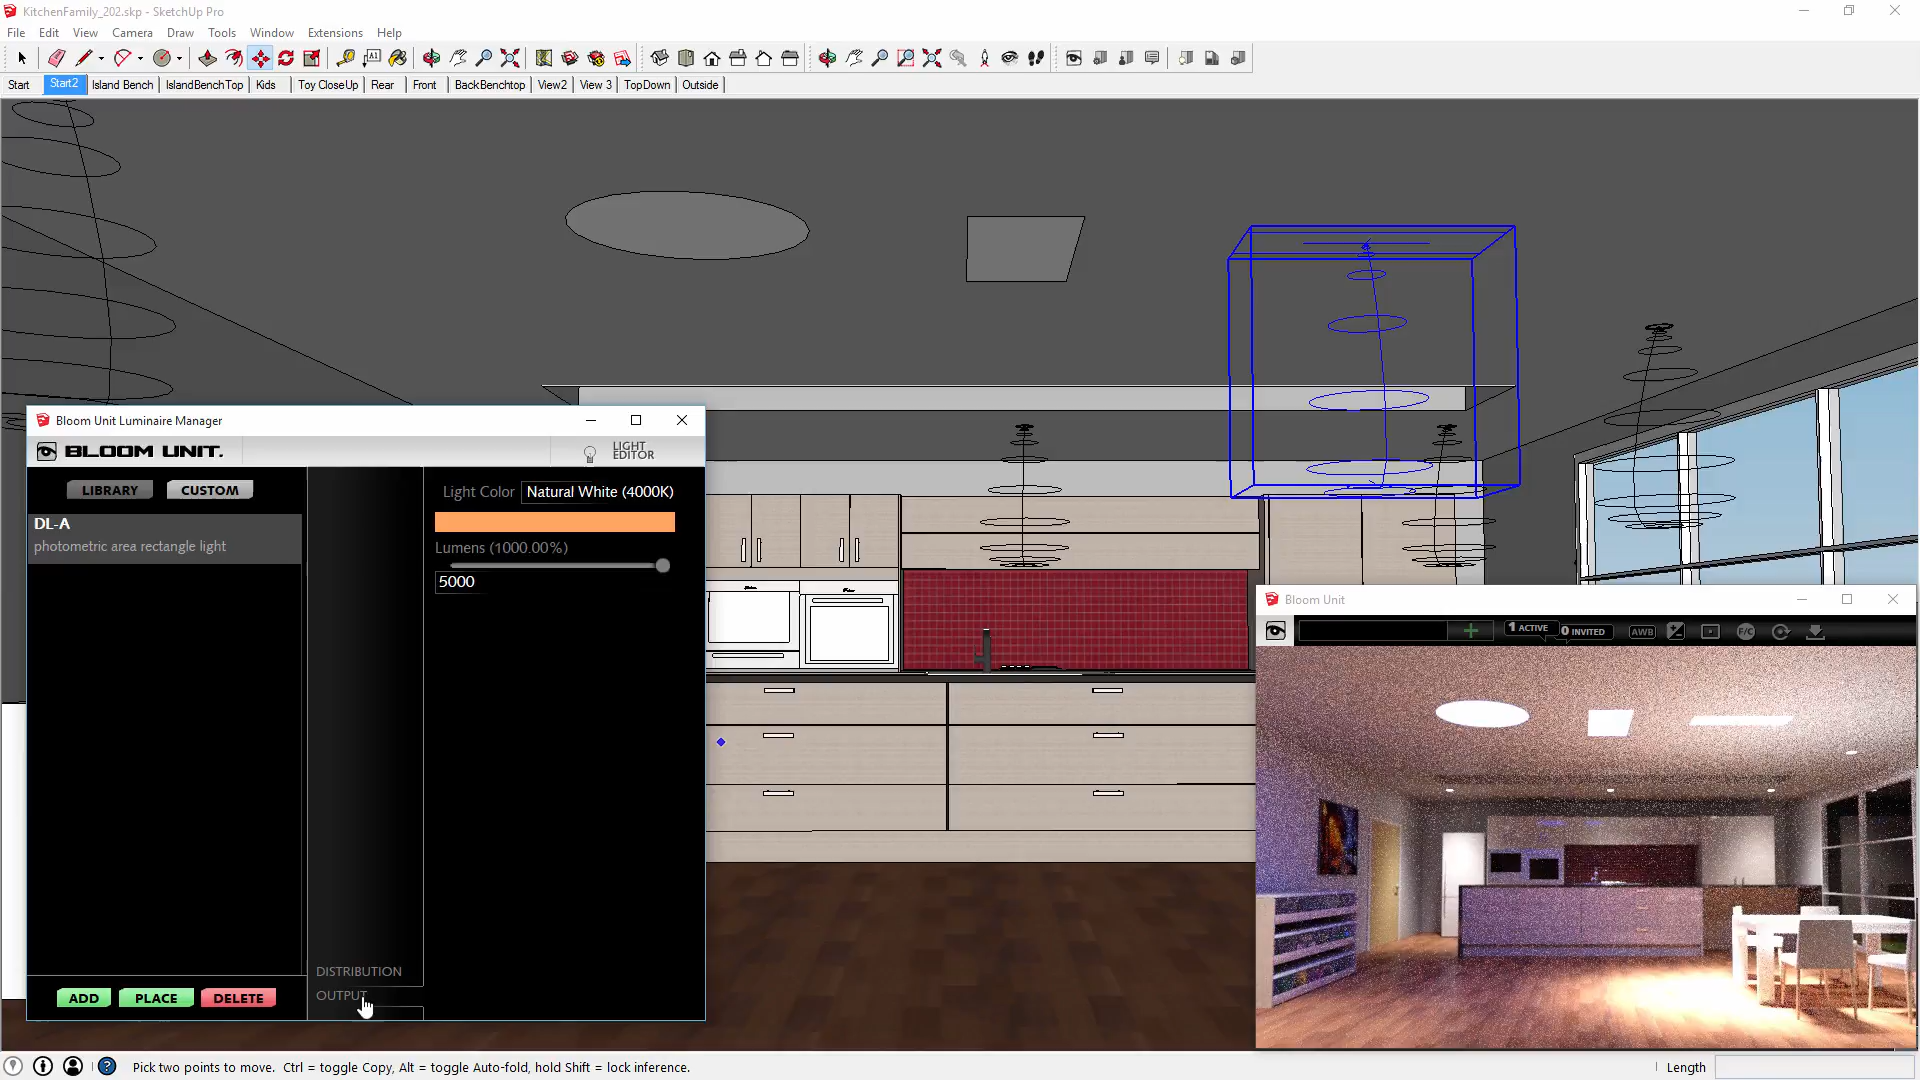 KitchenFamily_202.skp - SketchUp Pro
File Edit View Camera Draw Tools Window Extensions Help
Start Start2 Island Bench IslandBenchTop Kids Toy CloseUp Rear Front BackBenchtop View2 View 3 TopDown Outside
Bloom Unit Luminaire Manager
BLOOM UNIT.
LIGHT
EDITOR
LIBRARY CUSTOM
DL-A
photometric area rectangle light
Light Color Natural White (4000K)
Lumens (1000.00%)
5000
DISTRIBUTION
OUTPUT
ADD PLACE DELETE
Bloom Unit
1 ACTIVE 0 INVITED AWB F/C
Pick two points to move. Ctrl = toggle Copy, Alt = toggle Auto-fold, hold Shift = lock inference.
Length